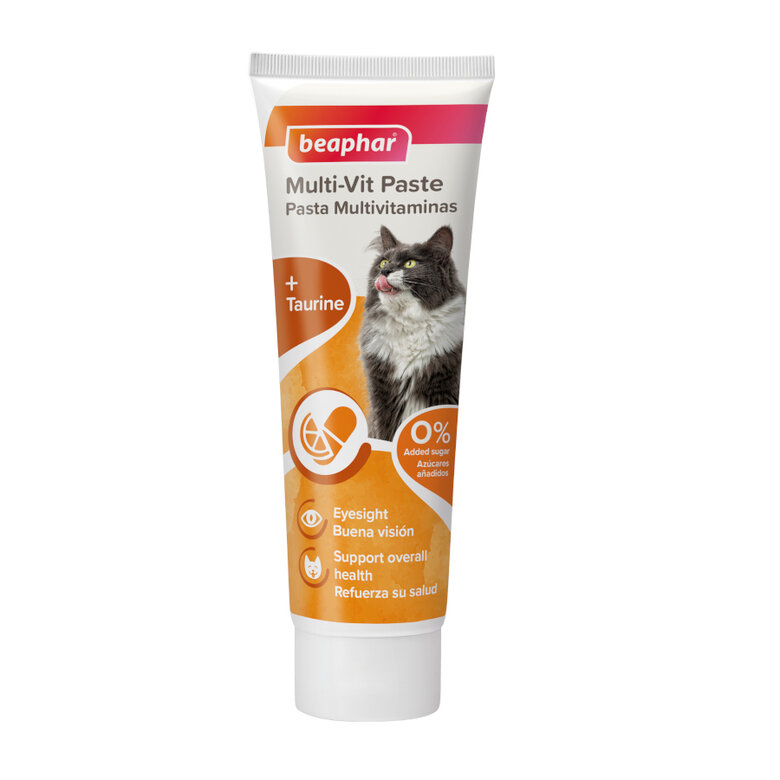 beaphar®
Multi-Vit Paste
Pasta Multivitaminas
+
Taurine
0%
Added sugar
Azúcares
añadidos
Eyesight
Buena visión
Support overall
health
Refuerza su salud